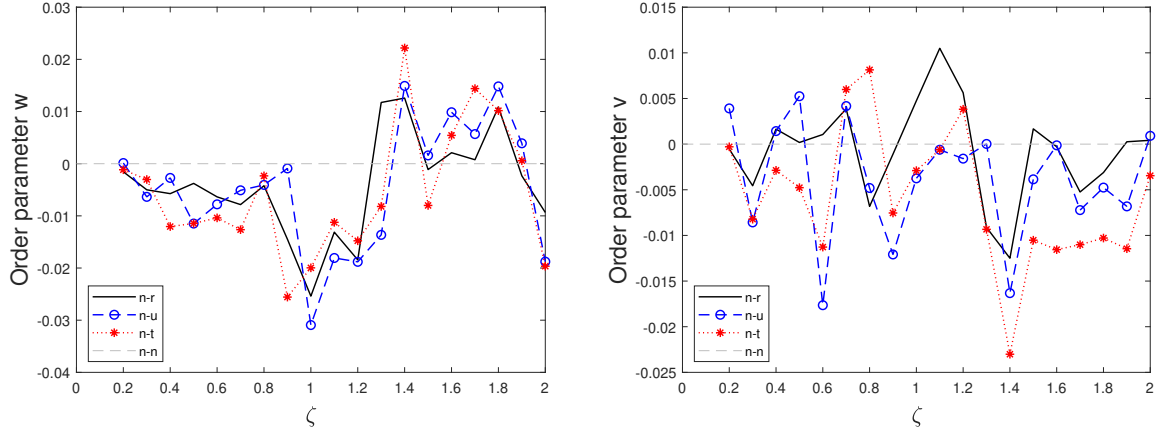 0.03
0.02
0.01
0
-0.01
-0.02
-0.03
-0.04
Order parameter w
n-r
n-u
n-t
n-n
0 0.2 0.4 0.6 0.8 1 1.2 1.4 1.6 1.8 2
ζ
0.015
0.01
0.005
0
-0.005
-0.01
-0.015
-0.02
-0.025
Order parameter v
n-r
n-u
n-t
n-n
0 0.2 0.4 0.6 0.8 1 1.2 1.4 1.6 1.8 2
ζ